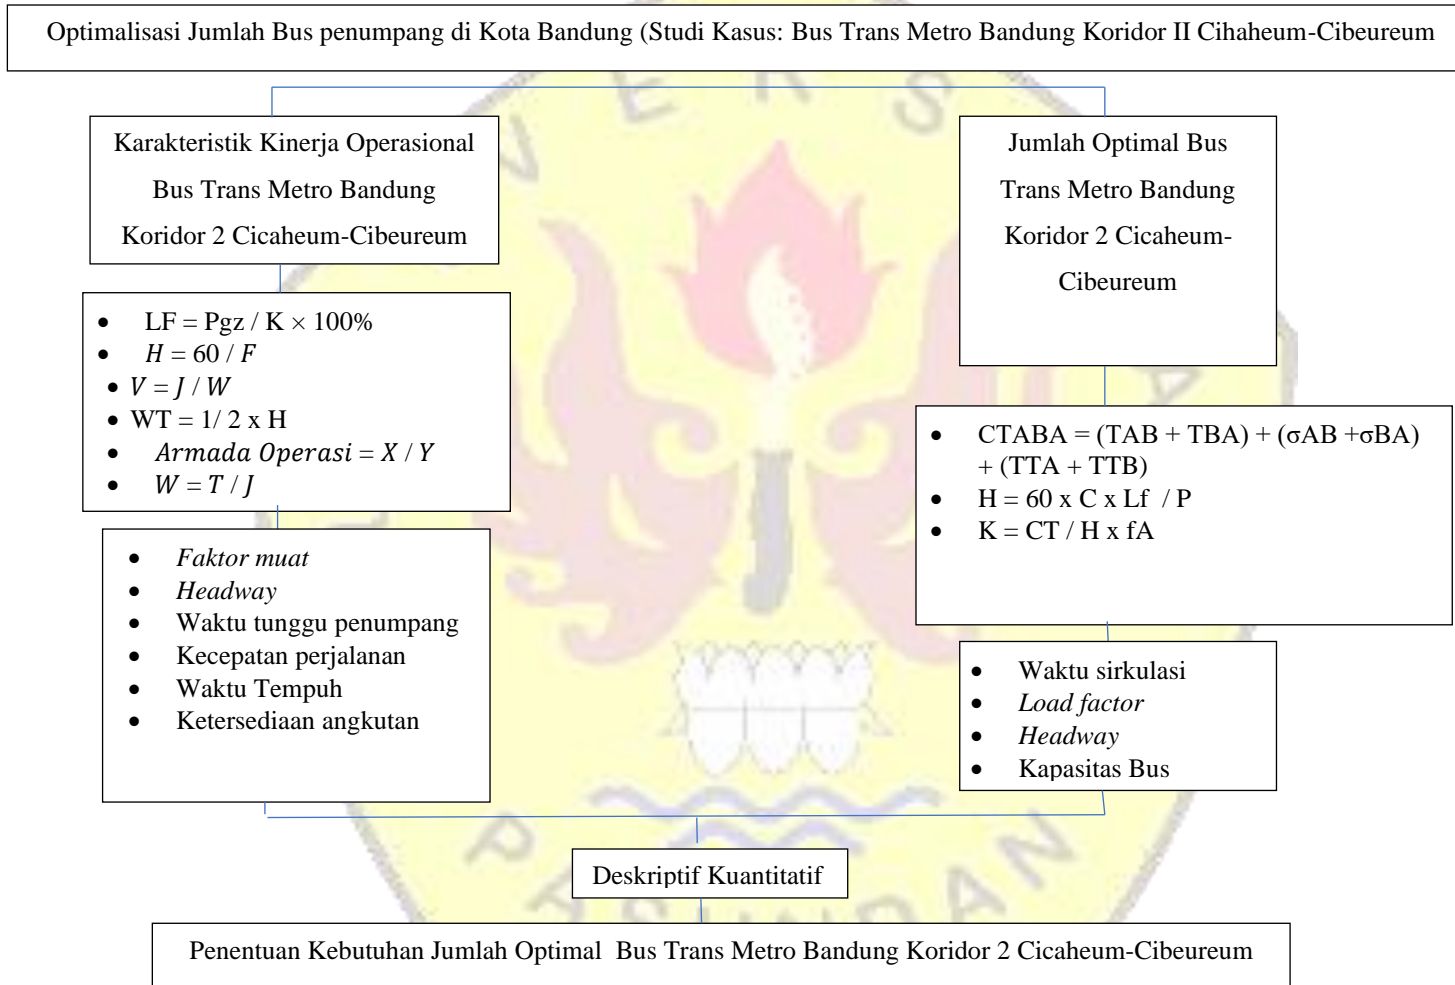 Optimalisasi Jumlah Bus penumpang di Kota Bandung (Studi Kasus: Bus Trans Metro Bandung Koridor II Cihaheum-Cibeureum
Karakteristik Kinerja Operasional
Bus Trans Metro Bandung
Koridor 2 Cicaheum-Cibeureum
• LF = Pgz / K × 100%
• H = 60 / F
• V = J / W
• WT = 1/ 2 x H
• Armada Operasi = X / Y
• W = T / J
• Faktor muat
• Headway
• Waktu tunggu penumpang
• Kecepatan perjalanan
• Waktu Tempuh
• Ketersediaan angkutan
Jumlah Optimal Bus
Trans Metro Bandung
Koridor 2 Cicaheum-
Cibeureum
• CTABA = (TAB + TBA) + (σAB +σBA)
+ (TTA + TTB)
• H = 60 x C x Lf / P
• K = CT / H x fA
• Waktu sirkulasi
• Load factor
• Headway
• Kapasitas Bus
Deskriptif Kuantitatif
Penentuan Kebutuhan Jumlah Optimal Bus Trans Metro Bandung Koridor 2 Cicaheum-Cibeureum
PASUNDAN